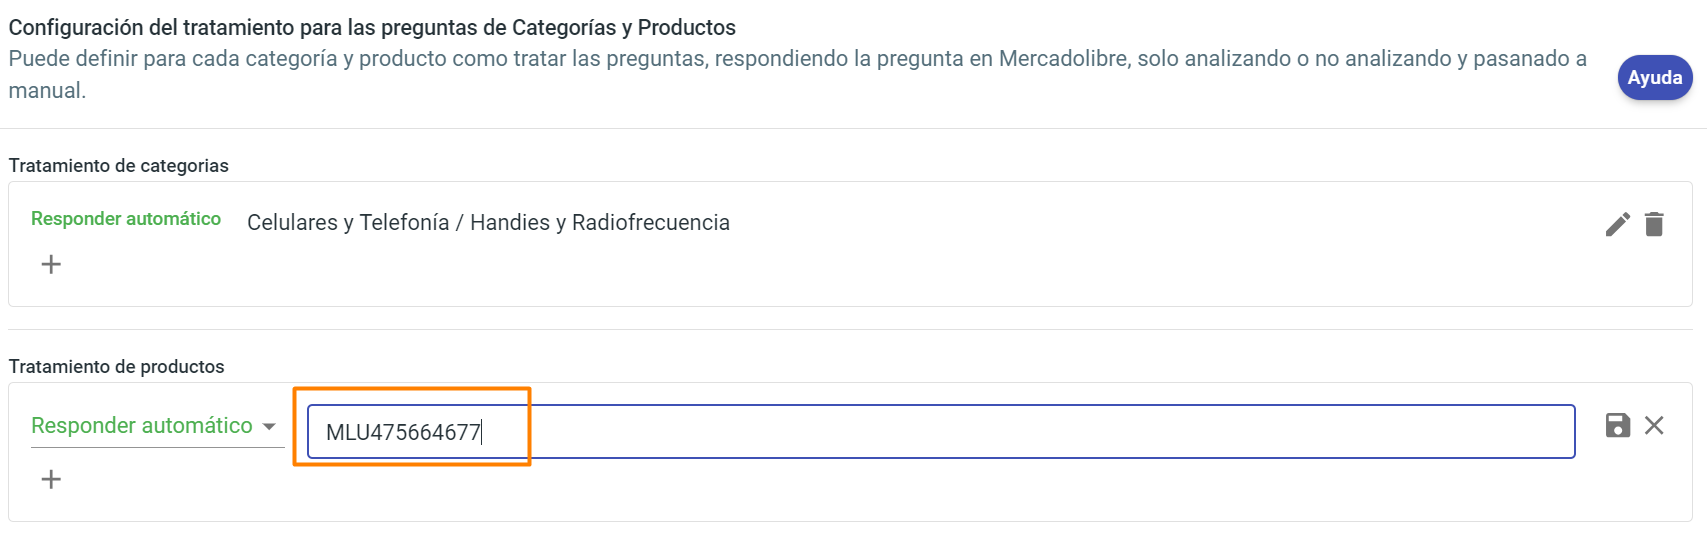 Configuración del tratamiento para las preguntas de Categorías y Productos
Puede definir para cada categoría y producto como tratar las preguntas, respondiendo la pregunta en Mercadolibre, solo analizando o no analizando y pasanado a
manual.
Ayuda
Tratamiento de categorias
Responder automático Celulares y Telefonía / Handies y Radiofrecuencia
Tratamiento de productos
Responder automático MLU475664677